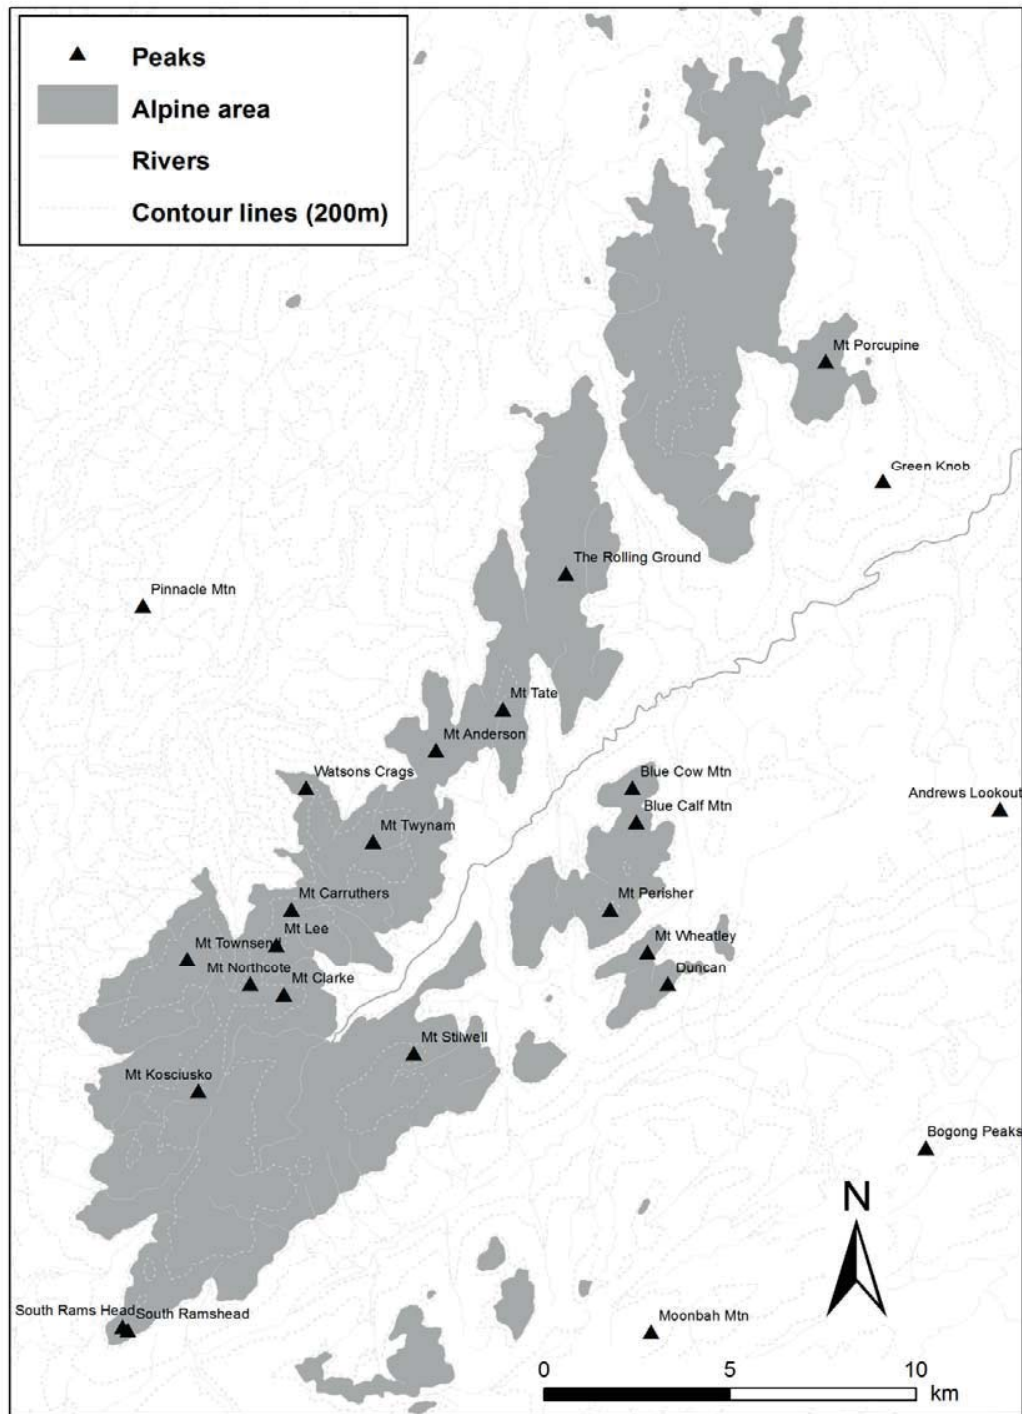 Peaks
Alpine area
Rivers
Contour lines (200m)
Mt Porcupine
Green Knob
The Rolling Ground
Pinnacle Mtn
Mt Tate
Mt Anderson
Watsons Crags
Blue Cow Mtn
Andrews Lookout
Blue Calf Mtn
Mt Twynam
Mt Carruthers
Mt Perisher
Mt Lee
Mt Wheatley
Mt Townsen
Mt Northcote
Mt Clarke
Duncan
Mt Stilwell
Mt Kosciusko
Bogong Peaks
N
South Rams Head
South Ramshead
Moonbah Mtn
0 5 10
km